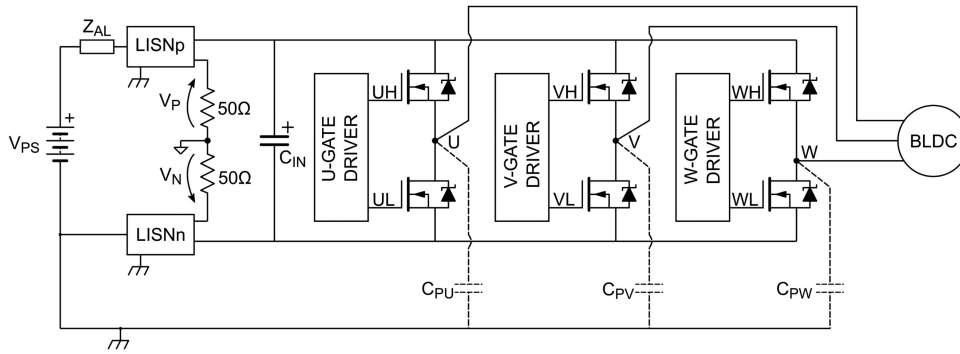 Z_AL
LISNp
V_P
50Ω
V_PS
+
V_N
50Ω
LISNn
+
C_IN
U-GATE
DRIVER
UH
UL
U
V-GATE
DRIVER
VH
VL
V
W-GATE
DRIVER
WH
WL
W
BLDC
C_PU
C_PV
C_PW